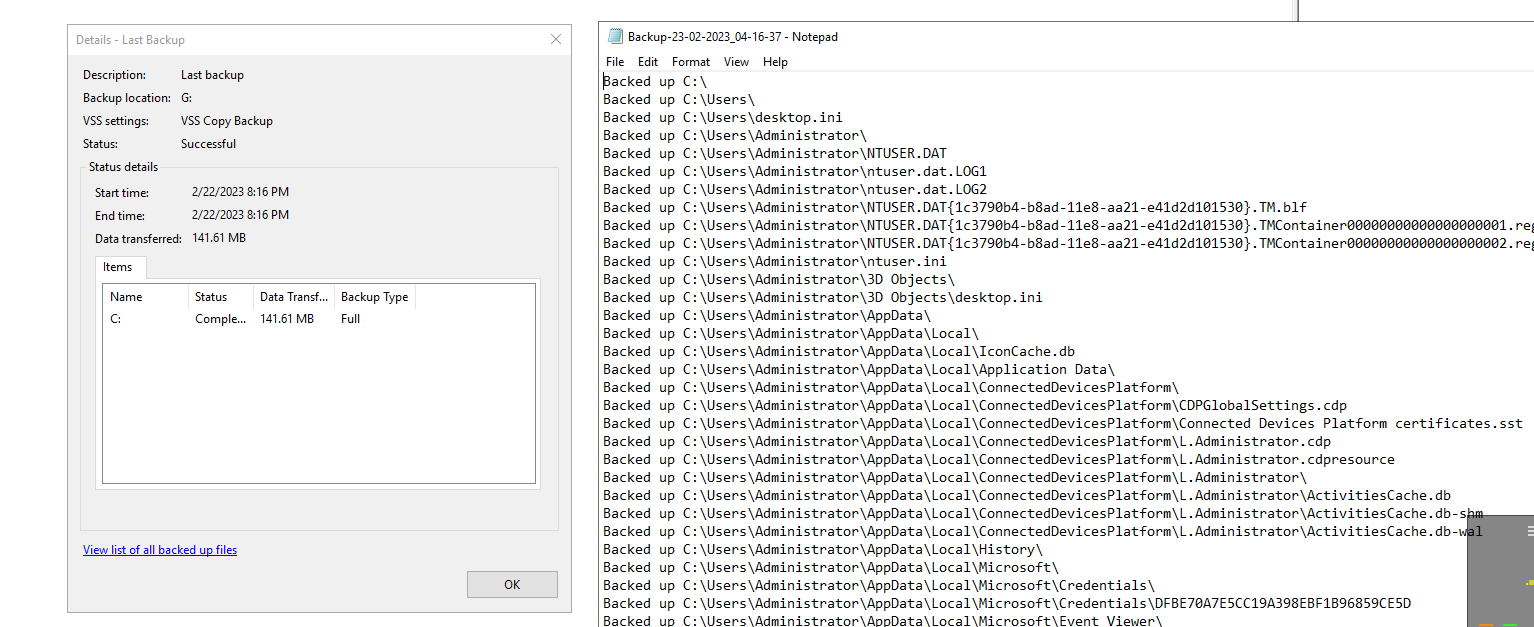 Details - Last Backup
Description: Last backup
Backup location: G:
VSS settings: VSS Copy Backup
Status: Successful
Status details
Start time: 2/22/2023 8:16 PM
End time: 2/22/2023 8:16 PM
Data transferred: 141.61 MB
Items
Name Status Data Transf... Backup Type
C: Comple... 141.61 MB Full
View list of all backed up files
OK
Backup-23-02-2023_04-16-37 - Notepad
File Edit Format View Help
Backed up C:\
Backed up C:\Users\
Backed up C:\Users\desktop.ini
Backed up C:\Users\Administrator\
Backed up C:\Users\Administrator\NTUSER.DAT
Backed up C:\Users\Administrator\ntuser.dat.LOG1
Backed up C:\Users\Administrator\ntuser.dat.LOG2
Backed up C:\Users\Administrator\NTUSER.DAT{1c3790b4-b8ad-11e8-aa21-e41d2d101530}.TM.blf
Backed up C:\Users\Administrator\NTUSER.DAT{1c3790b4-b8ad-11e8-aa21-e41d2d101530}.TMContainer00000000000000000001.reg
Backed up C:\Users\Administrator\NTUSER.DAT{1c3790b4-b8ad-11e8-aa21-e41d2d101530}.TMContainer00000000000000000002.reg
Backed up C:\Users\Administrator\ntuser.ini
Backed up C:\Users\Administrator\3D Objects\
Backed up C:\Users\Administrator\3D Objects\desktop.ini
Backed up C:\Users\Administrator\AppData\
Backed up C:\Users\Administrator\AppData\Local\
Backed up C:\Users\Administrator\AppData\Local\IconCache.db
Backed up C:\Users\Administrator\AppData\Local\Application Data\
Backed up C:\Users\Administrator\AppData\Local\ConnectedDevicesPlatform\
Backed up C:\Users\Administrator\AppData\Local\ConnectedDevicesPlatform\CDPGlobalSettings.cdp
Backed up C:\Users\Administrator\AppData\Local\ConnectedDevicesPlatform\Connected Devices Platform certificates.sst
Backed up C:\Users\Administrator\AppData\Local\ConnectedDevicesPlatform\L.Administrator.cdp
Backed up C:\Users\Administrator\AppData\Local\ConnectedDevicesPlatform\L.Administrator.cdpresource
Backed up C:\Users\Administrator\AppData\Local\ConnectedDevicesPlatform\L.Administrator\
Backed up C:\Users\Administrator\AppData\Local\ConnectedDevicesPlatform\L.Administrator\ActivitiesCache.db
Backed up C:\Users\Administrator\AppData\Local\ConnectedDevicesPlatform\L.Administrator\ActivitiesCache.db-shm
Backed up C:\Users\Administrator\AppData\Local\ConnectedDevicesPlatform\L.Administrator\ActivitiesCache.db-wal
Backed up C:\Users\Administrator\AppData\Local\History\
Backed up C:\Users\Administrator\AppData\Local\Microsoft\
Backed up C:\Users\Administrator\AppData\Local\Microsoft\Credentials\
Backed up C:\Users\Administrator\AppData\Local\Microsoft\Credentials\DFBE70A7E5CC19A398EBF1B96859CE5D
Backed up C:\Users\Administrator\AppData\Local\Microsoft\Event Viewer\